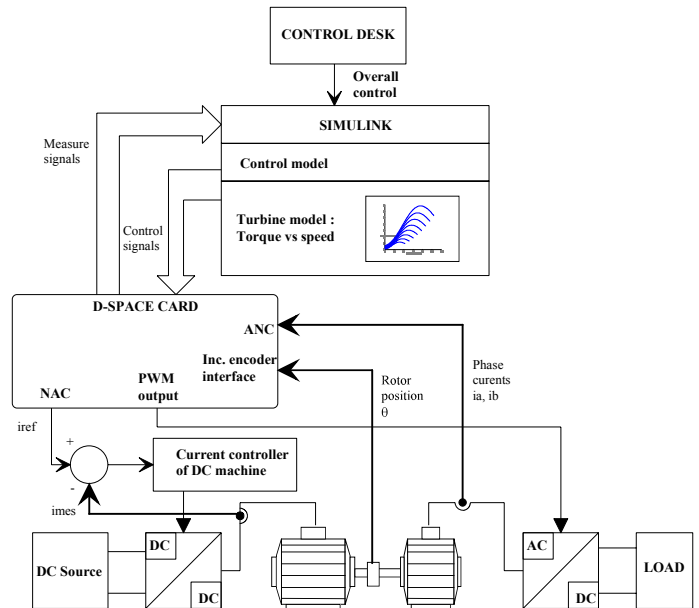 CONTROL DESK
Overall
control
SIMULINK
Measure
signals
Control model
Turbine model :
Torque vs speed
Control
signals
D-SPACE CARD
ANC
Inc. encoder
interface
PWM
output
NAC
Rotor
position
θ
Phase
curents
ia, ib
iref
+
-
Current controller
of DC machine
imes
DC Source
DC
DC
AC
DC
LOAD